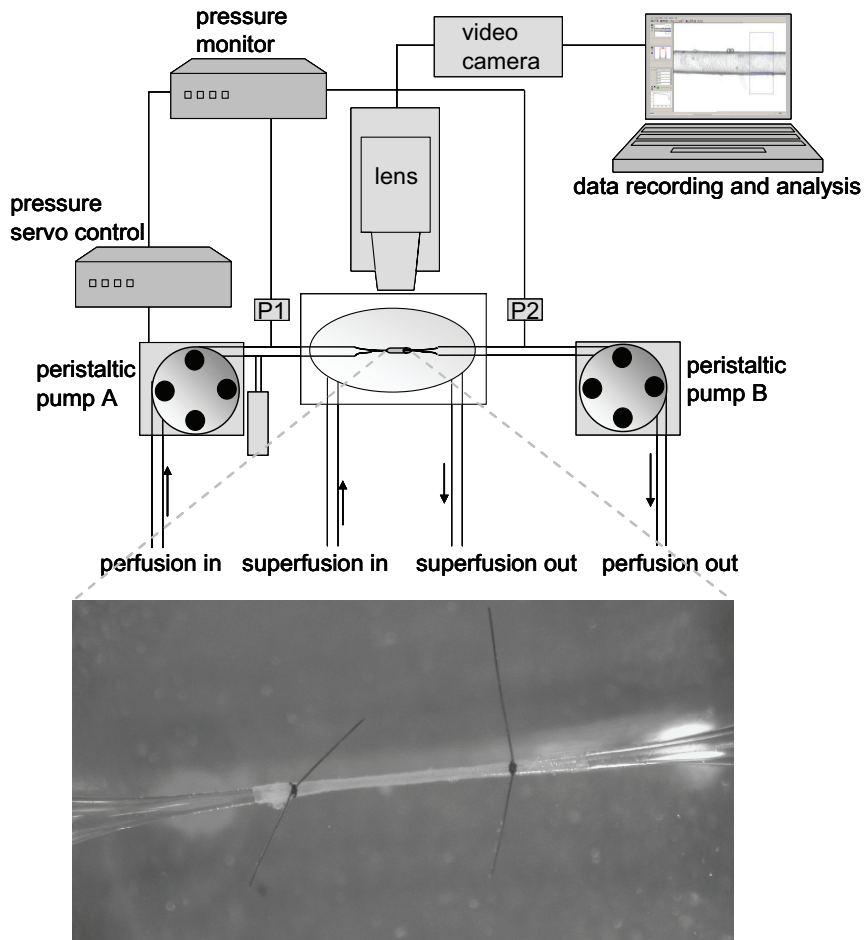 pressure
monitor
video
camera
lens
data recording and analysis
pressure
servo control
P1
P2
peristaltic
pump A
peristaltic
pump B
perfusion in
superfusion in
superfusion out
perfusion out